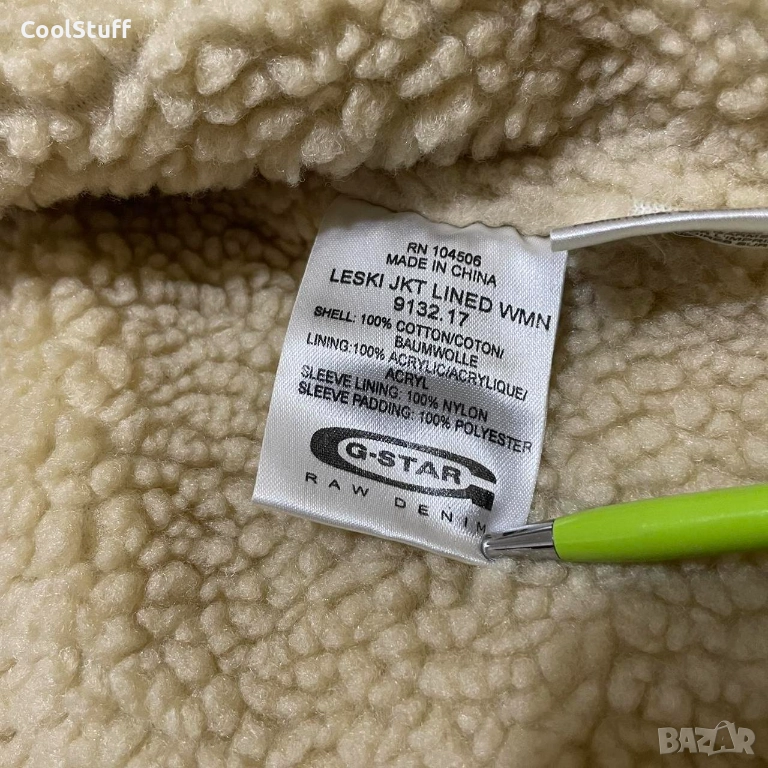 CoolStuff
RN 104506
MADE IN CHINA
LESKI JKT LINED WMN
9132.17
SHELL: 100% COTTON/COTON/
BAUMWOLLE
LINING:100% ACRYLIC/ACRYLIQUE/
ACRYL
SLEEVE LINING: 100% NYLON
SLEEVE PADDING: 100% POLYESTER
G-STAR
RAW DENIM
BAZAR